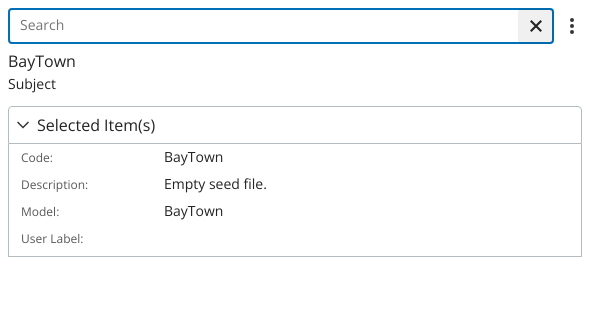 Search
BayTown
Subject
Selected Item(s)
Code: BayTown
Description: Empty seed file.
Model: BayTown
User Label: